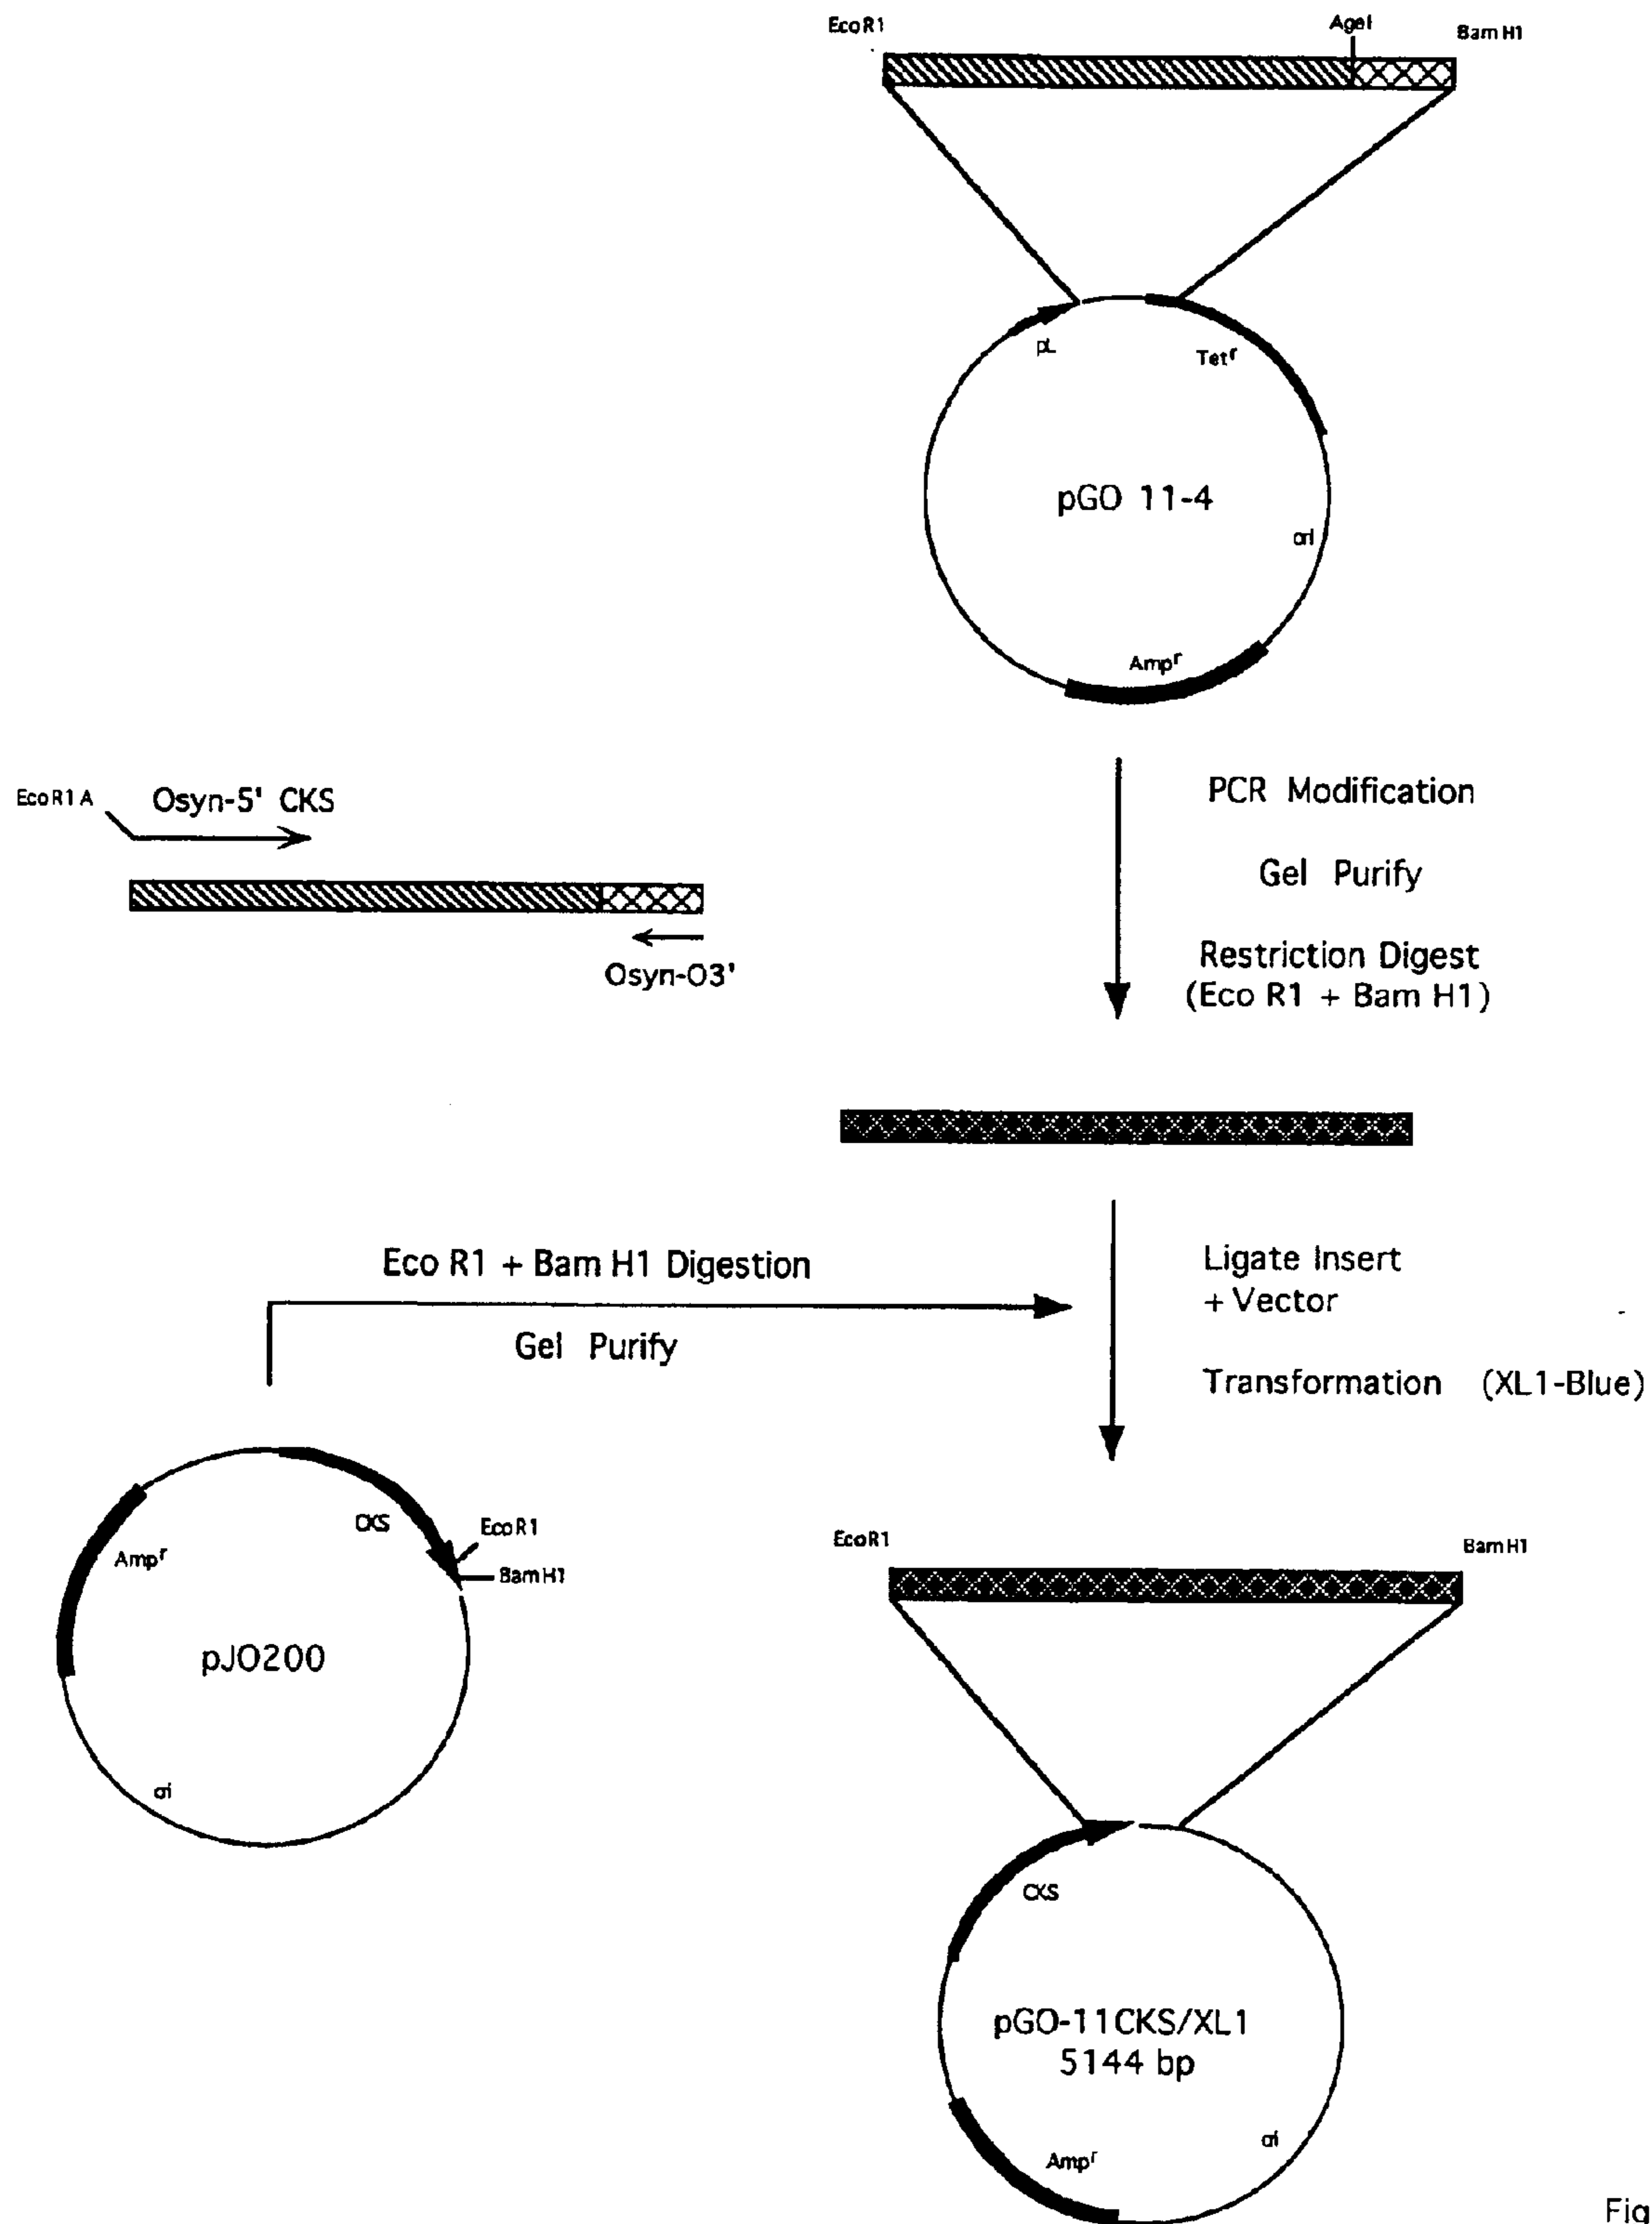 EcoR1
AgeI
Bam H1
pL
Tetr
pGO 11-4
ori
Ampr
EcoR1 A
Osyn-5' CKS
Osyn-O3'
PCR Modification
Gel Purify
Restriction Digest
(Eco R1 + Bam H1)
Eco R1 + Bam H1 Digestion
Gel Purify
Ligate Insert
+ Vector
Transformation (XL1-Blue)
CKS
EcoR1
BamH1
Ampr
pJO200
ori
EcoR1
Bam H1
CKS
pGO-11CKS/XL1
5144 bp
ori
Ampr
Fig